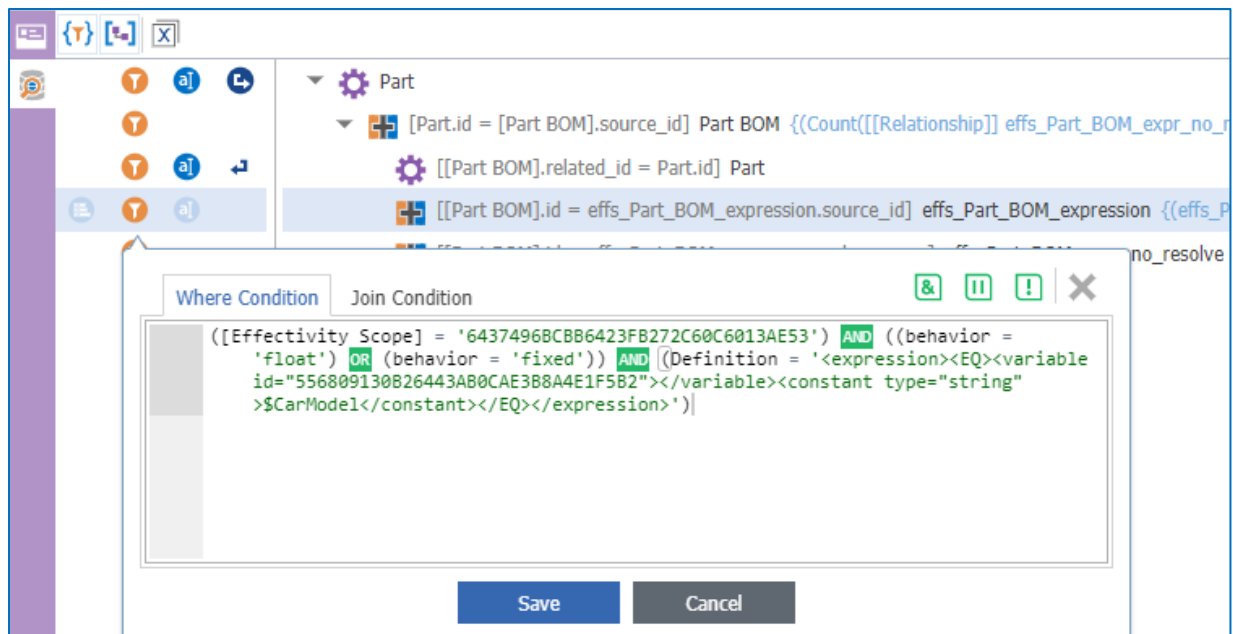 Part
[Part.id = [Part BOM].source_id] Part BOM {(Count([[Relationship]] effs_Part_BOM_expr_no_r
[[Part BOM].related_id = Part.id] Part
[[Part BOM].id = effs_Part_BOM_expression.source_id] effs_Part_BOM_expression {(effs_P
no_resolve
Where Condition Join Condition & !
([Effectivity Scope] = '6437496BCBB6423FB272C60C6013AE53') AND ((behavior =
'float') OR (behavior = 'fixed')) AND (Definition = '<expression><EQ><variable
id="556809130B26443AB0CAE3B8A4E1F5B2"></variable><constant type="string"
>$CarModel</constant></EQ></expression>')
Save Cancel